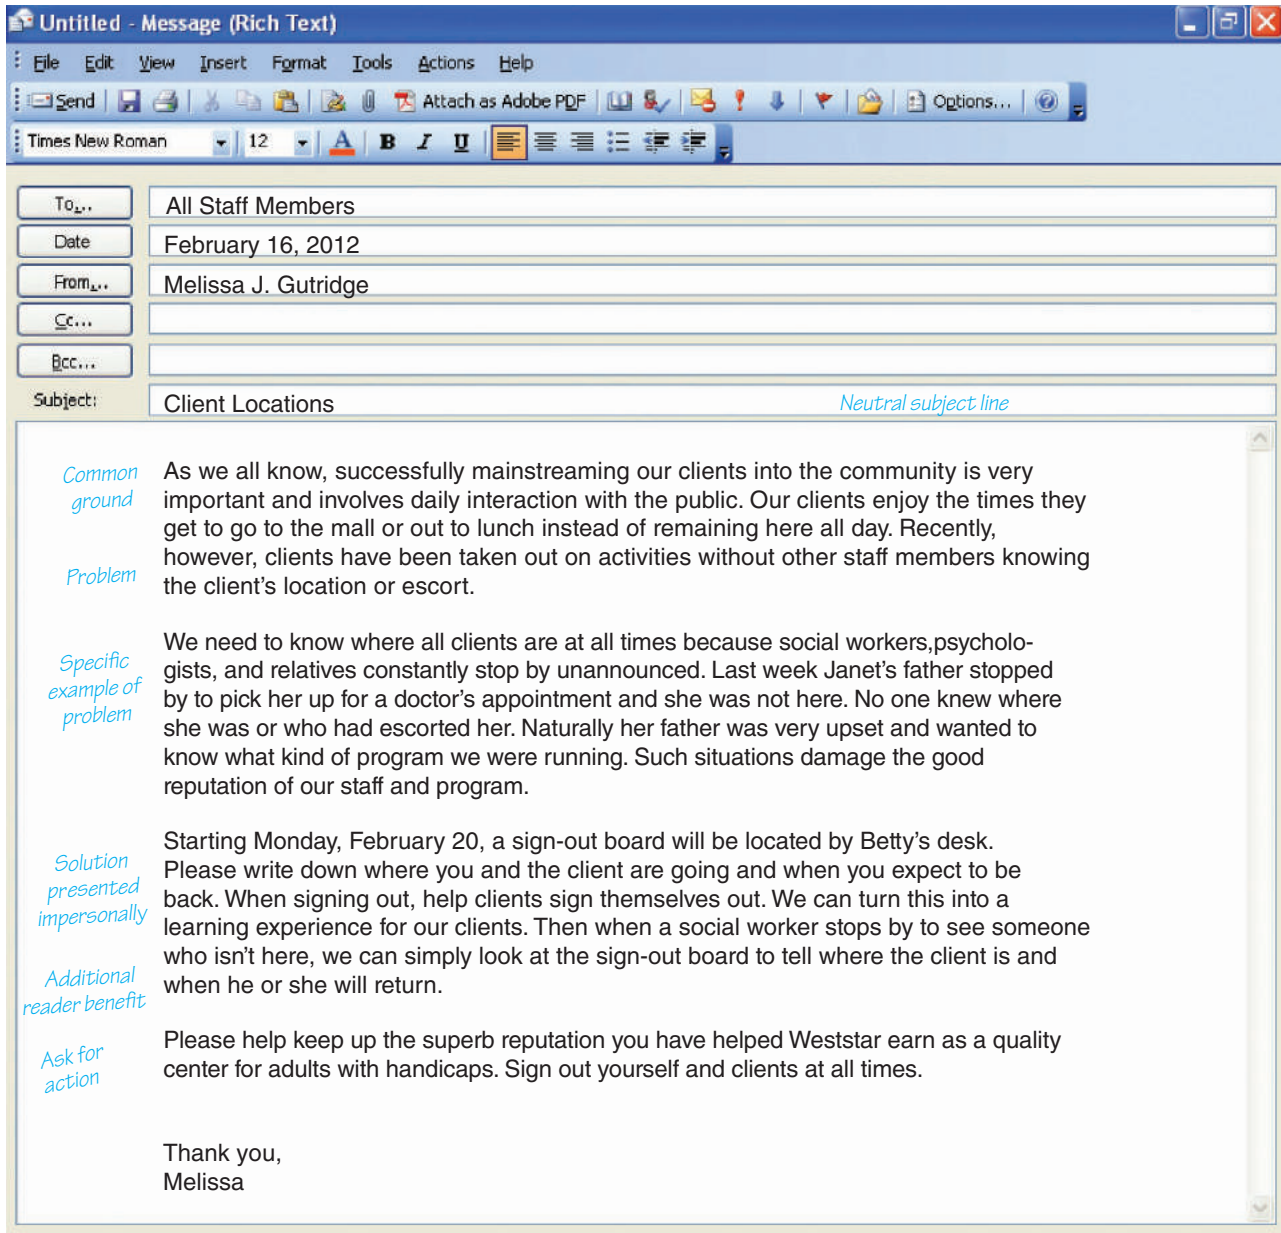 Untitled - Message (Rich Text)
File Edit View Insert Format Tools Actions Help
Send Attach as Adobe PDF Options...
Times New Roman 12 A B I U
To... All Staff Members
Date February 16, 2012
From... Melissa J. Gutridge
Cc...
Bcc...
Subject: Client Locations Neutral subject line
Common ground
As we all know, successfully mainstreaming our clients into the community is very
important and involves daily interaction with the public. Our clients enjoy the times they
get to go to the mall or out to lunch instead of remaining here all day. Recently,
however, clients have been taken out on activities without other staff members knowing
Problem
the client's location or escort.
We need to know where all clients are at all times because social workers,psycholo-
Specific
example of
problem
gists, and relatives constantly stop by unannounced. Last week Janet's father stopped
by to pick her up for a doctor's appointment and she was not here. No one knew where
she was or who had escorted her. Naturally her father was very upset and wanted to
know what kind of program we were running. Such situations damage the good
reputation of our staff and program.
Starting Monday, February 20, a sign-out board will be located by Betty's desk.
Solution
presented
impersonally
Please write down where you and the client are going and when you expect to be
back. When signing out, help clients sign themselves out. We can turn this into a
learning experience for our clients. Then when a social worker stops by to see someone
who isn't here, we can simply look at the sign-out board to tell where the client is and
Additional
reader benefit
when he or she will return.
Ask for
action
Please help keep up the superb reputation you have helped Weststar earn as a quality
center for adults with handicaps. Sign out yourself and clients at all times.
Thank you,
Melissa